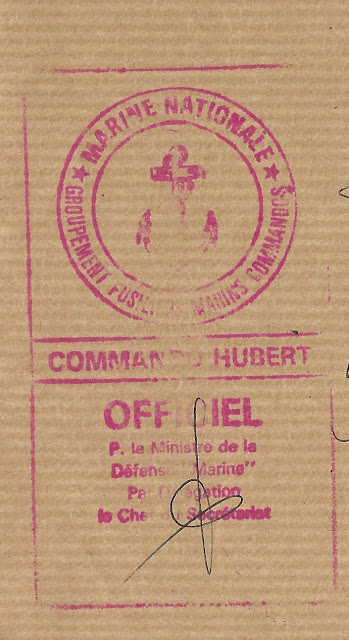 MARINE NATIONALE
GROUPEMENT MARINS COMMANDOS
COMMANDO HUBERT
OFFICIEL
P. le Ministre de la
Défense "Marine"
Par Délégation
le Chef du Secrétariat